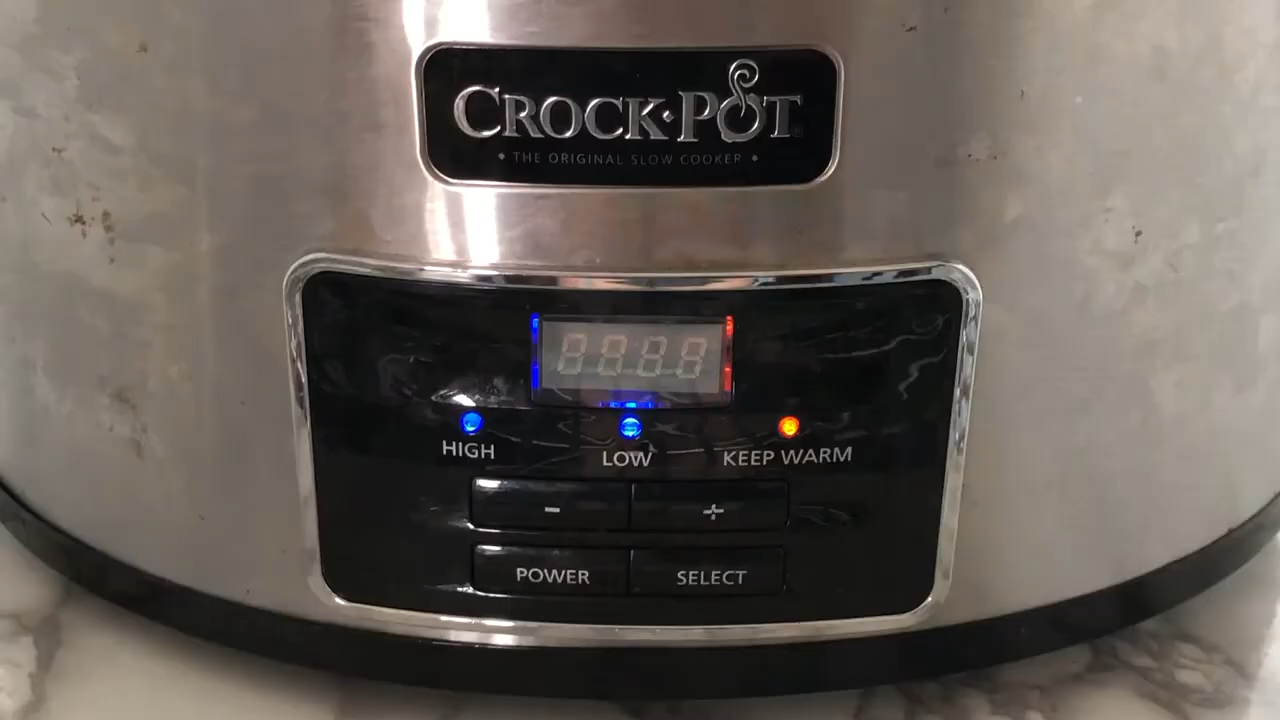 CROCK·POT
• THE ORIGINAL SLOW COOKER •
8888
HIGH
LOW
KEEP WARM
- +
POWER SELECT